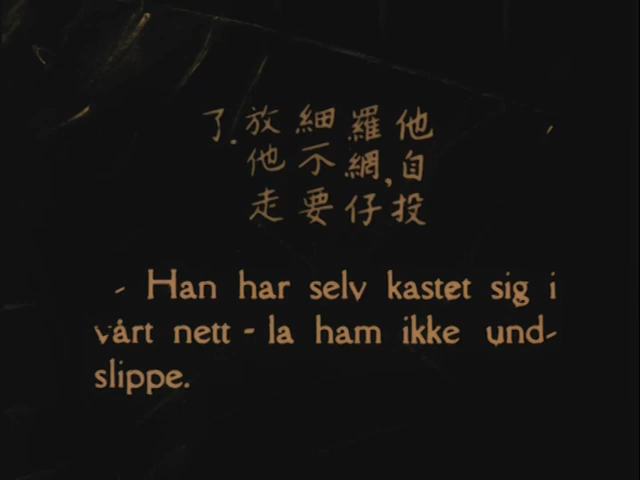 他自投
羅網,仔
細不要
放他走
了.
- Han har selv kastet sig i
vårt nett - la ham ikke und-
slippe.